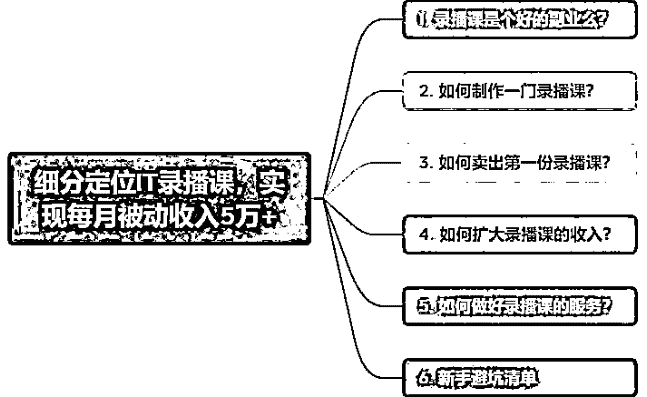 细分定位IT录播课，实
现每月被动收入5万+
1. 录播课是个好的副业么？
2. 如何制作一门录播课？
3. 如何卖出第一份录播课？
4. 如何扩大录播课的收入？
5. 如何做好录播课的服务？
6. 新手避坑清单